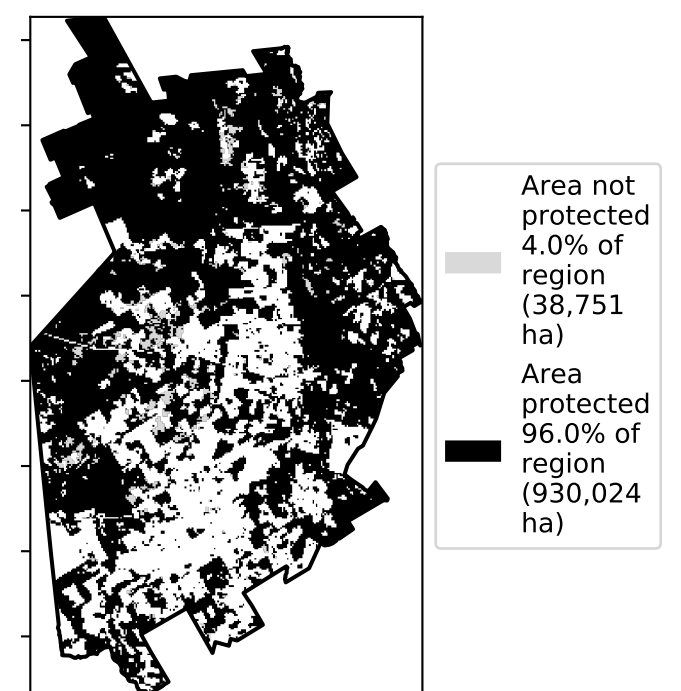 Area not
protected
4.0% of
region
(38,751
ha)
Area
protected
96.0% of
region
(930,024
ha)